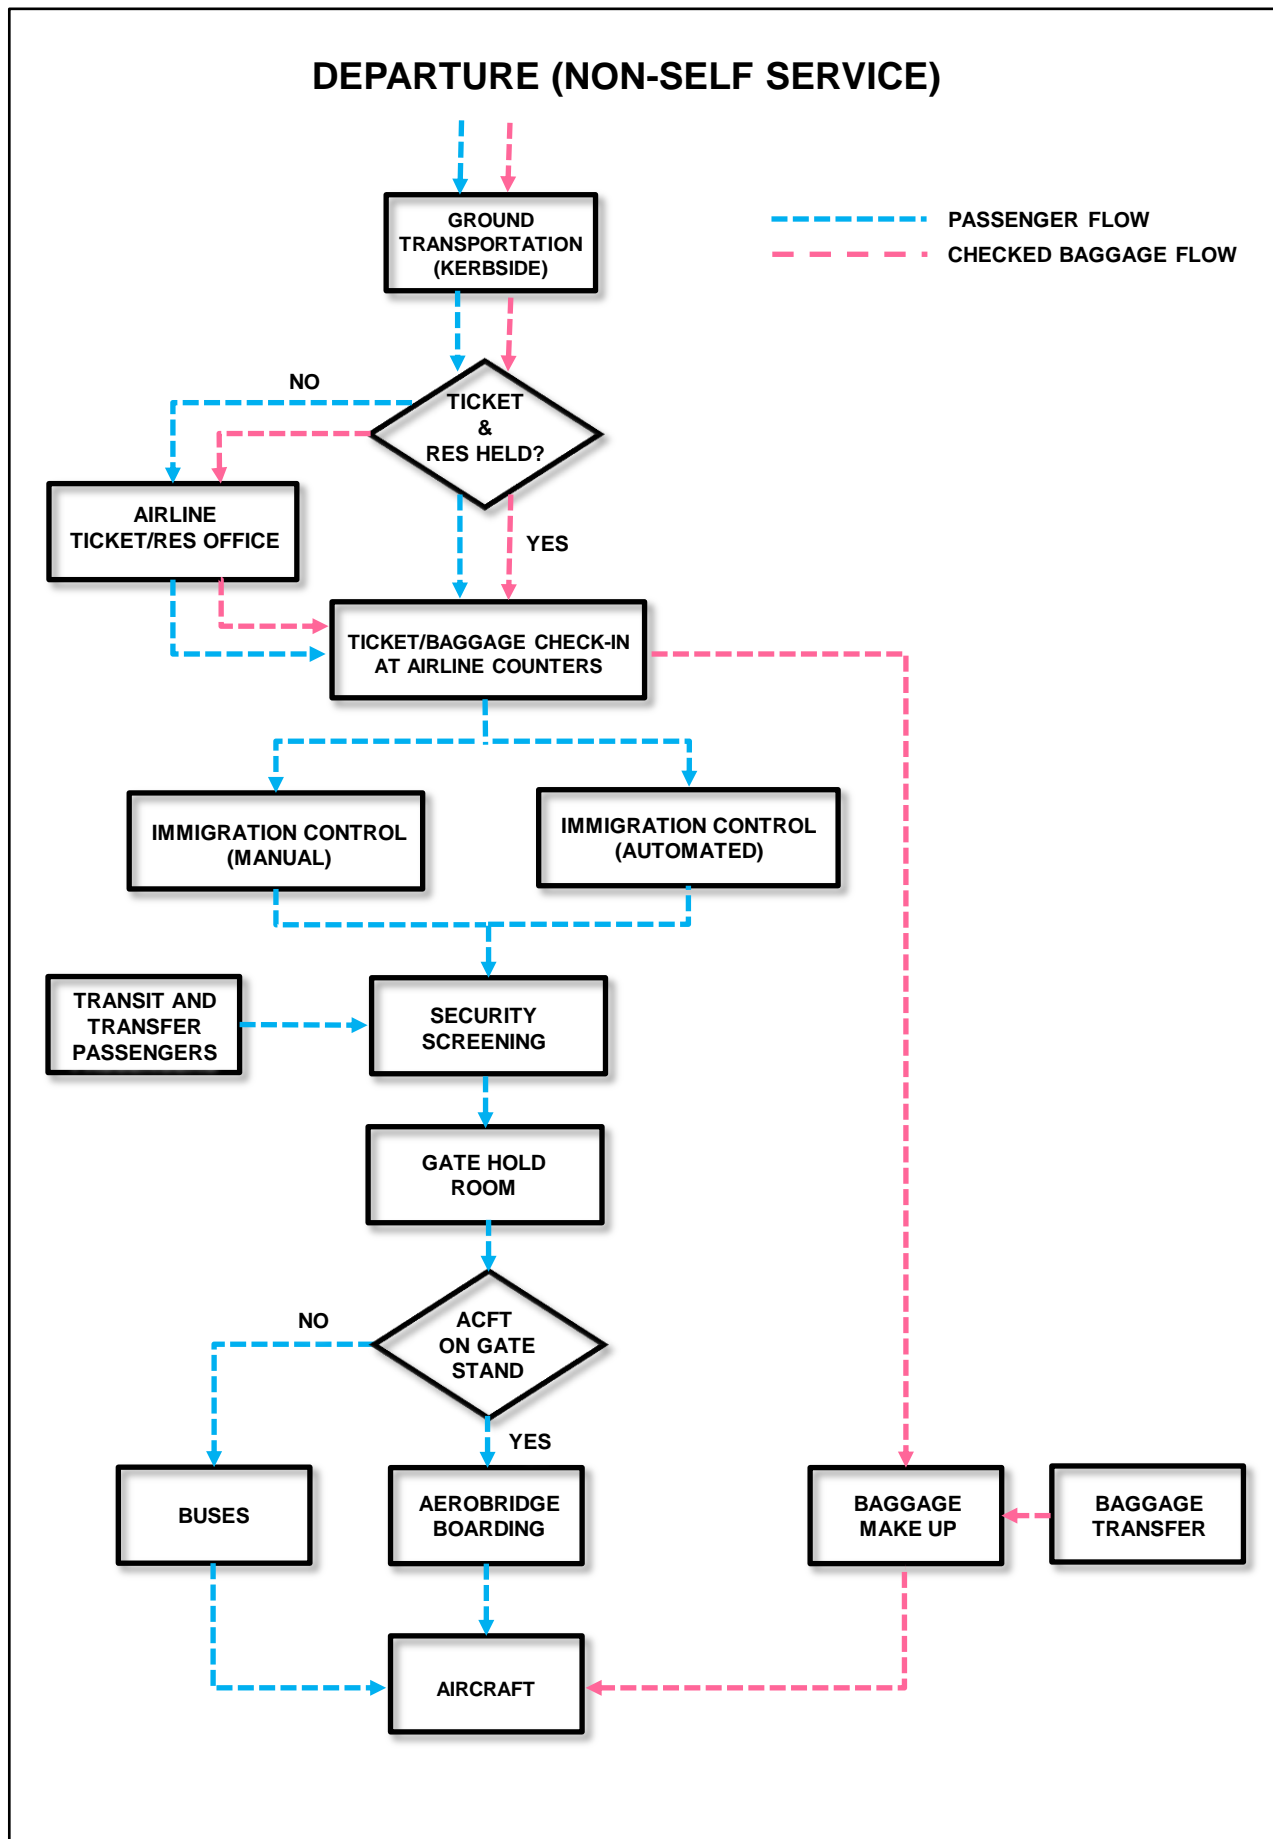 DEPARTURE (NON-SELF SERVICE)
GROUND
TRANSPORTATION
(KERBSIDE)
PASSENGER FLOW
CHECKED BAGGAGE FLOW
NO
TICKET
&
RES HELD?
AIRLINE
TICKET/RES OFFICE
YES
TICKET/BAGGAGE CHECK-IN
AT AIRLINE COUNTERS
IMMIGRATION CONTROL
(MANUAL)
IMMIGRATION CONTROL
(AUTOMATED)
TRANSIT AND
TRANSFER
PASSENGERS
SECURITY
SCREENING
GATE HOLD
ROOM
NO
ACFT
ON GATE
STAND
YES
BUSES
AEROBRIDGE
BOARDING
BAGGAGE
MAKE UP
BAGGAGE
TRANSFER
AIRCRAFT